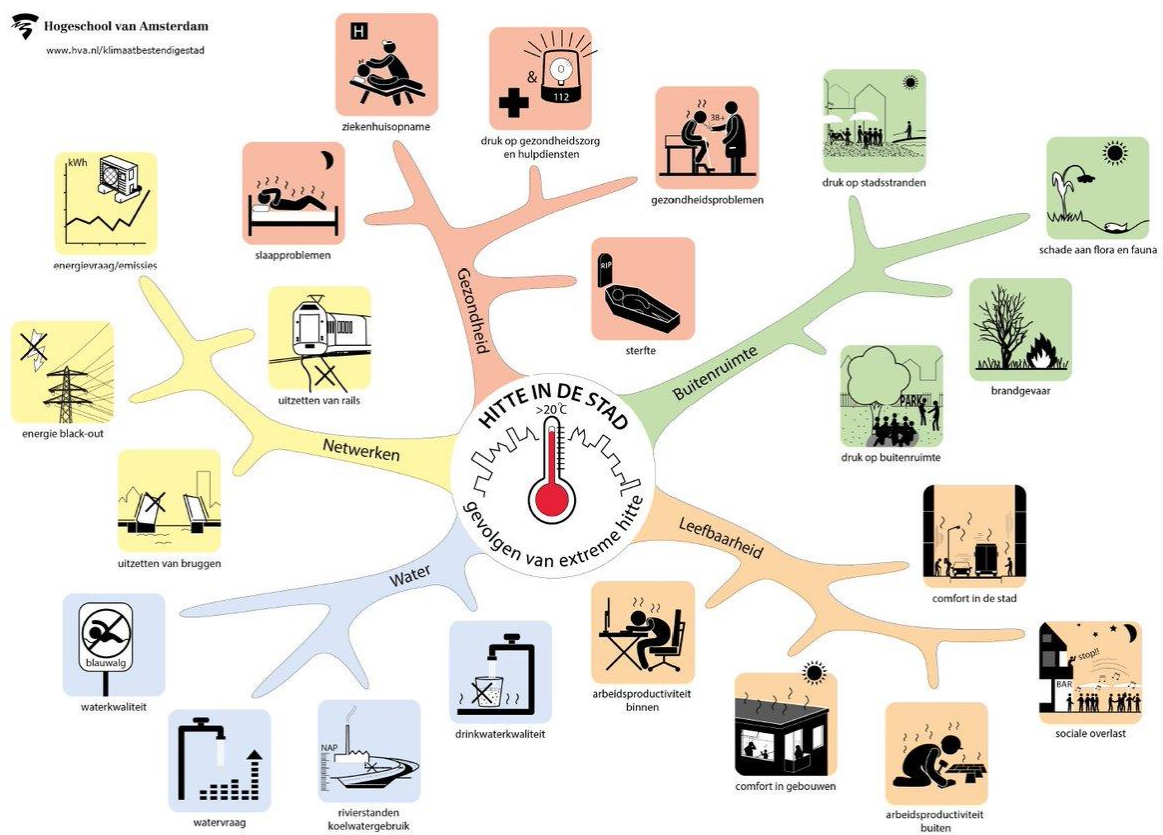 Hogeschool van Amsterdam
www.hva.nl/klimaatbestendigestad
H
ziekenhuisopname
&
112
druk op gezondheidszorg
en hulpdiensten
38+
gezondheidsproblemen
slaapproblemen
RIP
sterfte
Gezondheid
druk op stadsstranden
schade aan flora en fauna
brandgevaar
PARK
druk op buitenruimte
Buitenruimte
kWh
energievraag/emissies
uitzetten van rails
energie black-out
uitzetten van bruggen
Netwerken
HITTE IN DE STAD
>20°C
gevolgen van extreme hitte
Leefbaarheid
comfort in de stad
arbeidsproductiviteit
binnen
stop!!
BAR
sociale overlast
comfort in gebouwen
arbeidsproductiviteit
buiten
Water
blauwalg
waterkwaliteit
watervraag
NAP
rivierstanden
koelwatergebruik
drinkwaterkwaliteit